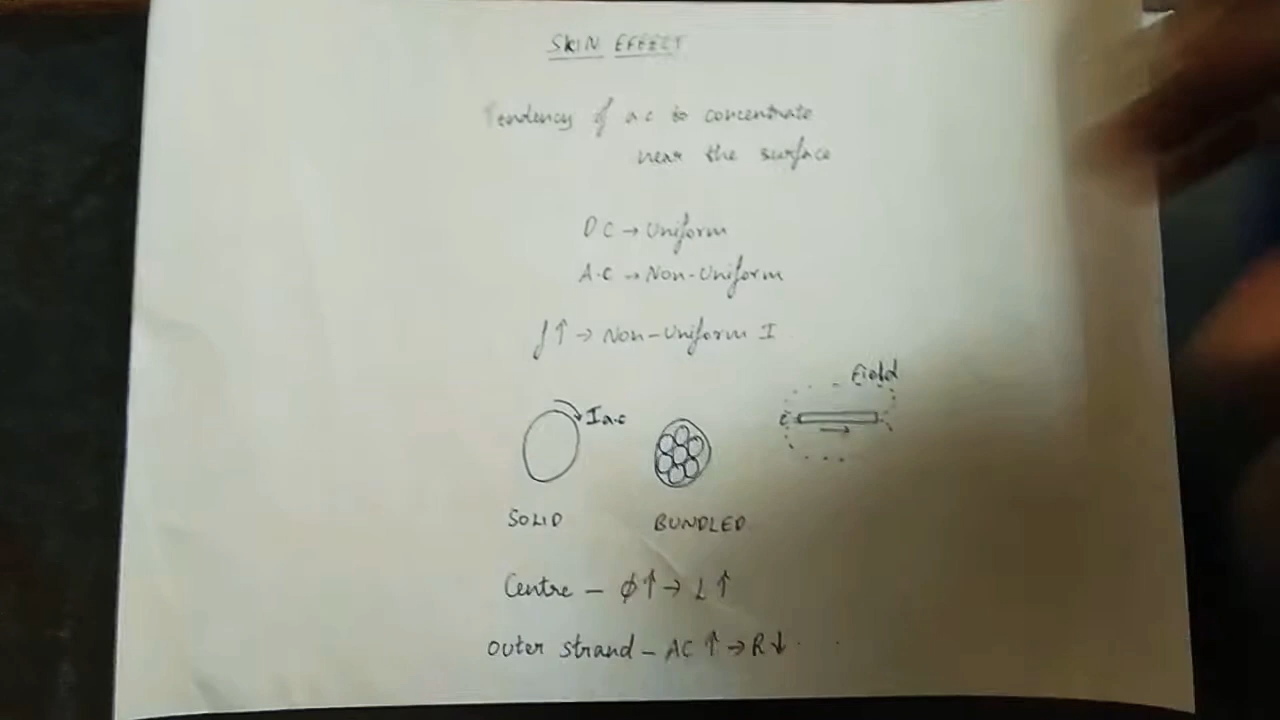 SKIN EFFECT
Tendency of ac to concentrate
near the surface
DC → Uniform
A.C → Non-Uniform
f↑ → Non-Uniform I
Field
Ia.c
SOLID
BUNDLED
Centre - φ↑ → L↑
outer strand - AC ↑ → R↓